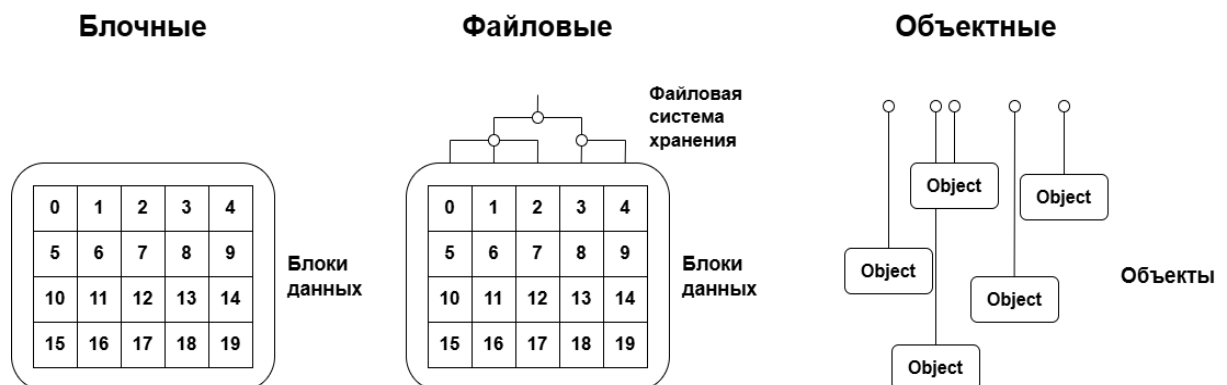 Блочные
Файловые
Объектные
Файловая
система
хранения
0 1 2 3 4
5 6 7 8 9
10 11 12 13 14
15 16 17 18 19
Блоки
данных
0 1 2 3 4
5 6 7 8 9
10 11 12 13 14
15 16 17 18 19
Блоки
данных
Object
Object
Object
Object
Object
Объекты